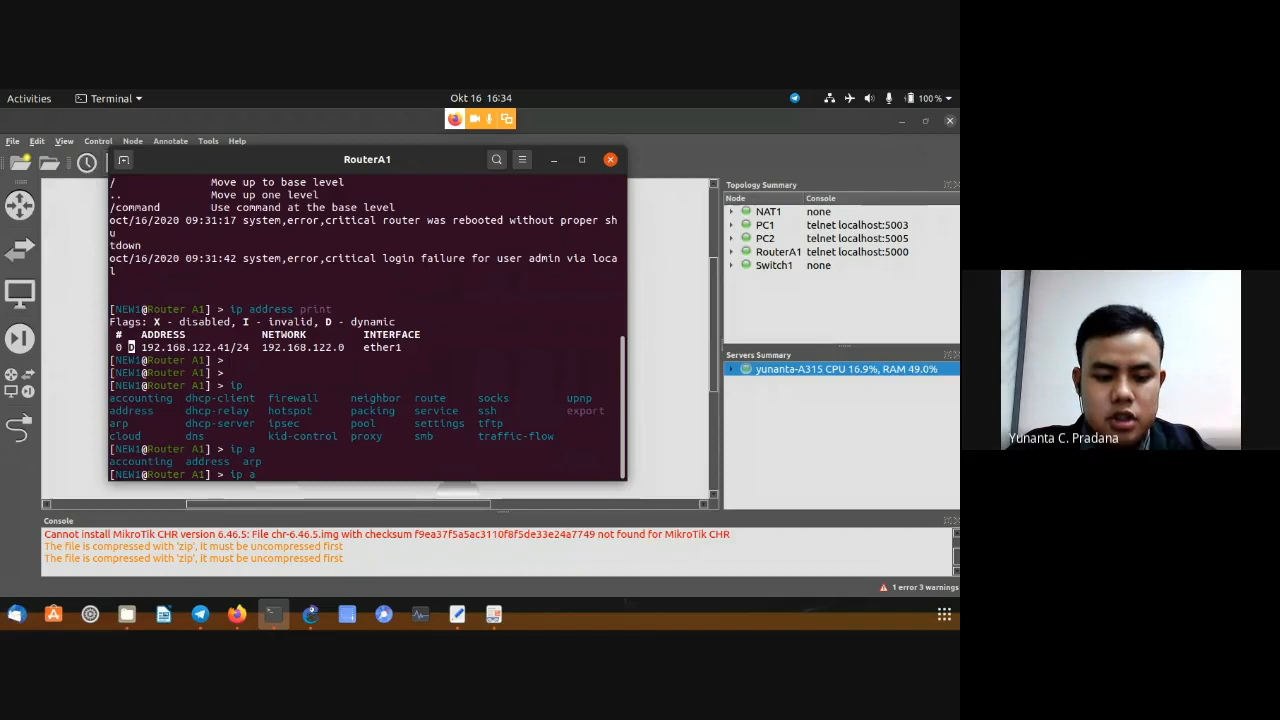 Activities
Terminal
Okt 16 16:34
100%
File Edit View Control Node Annotate Tools Help
RouterA1
/ Move up to base level
.. Move up one level
/command Use command at the base level
oct/16/2020 09:31:17 system,error,critical router was rebooted without proper sh
u
tdown
oct/16/2020 09:31:42 system,error,critical login failure for user admin via loca
l
[NEW1@Router A1] > ip address print
Flags: X - disabled, I - invalid, D - dynamic
# ADDRESS NETWORK INTERFACE
0 D 192.168.122.41/24 192.168.122.0 ether1
[NEW1@Router A1] >
[NEW1@Router A1] >
[NEW1@Router A1] > ip
accounting dhcp-client firewall neighbor route socks upnp
address dhcp-relay hotspot packing service ssh export
arp dhcp-server ipsec pool settings tftp
cloud dns kid-control proxy smb traffic-flow
[NEW1@Router A1] > ip a
accounting address arp
[NEW1@Router A1] > ip a
Topology Summary
Node Console
NAT1 none
PC1 telnet localhost:5003
PC2 telnet localhost:5005
RouterA1 telnet localhost:5000
Switch1 none
Servers Summary
yunanta-A315 CPU 16.9%, RAM 49.0%
Console
Cannot install MikroTik CHR version 6.46.5: File chr-6.46.5.img with checksum f9ea37f5a5ac3110f8f5de33e24a7749 not found for MikroTik CHR
The file is compressed with 'zip', it must be uncompressed first
The file is compressed with 'zip', it must be uncompressed first
1 error 3 warnings
Yunanta C. Pradana